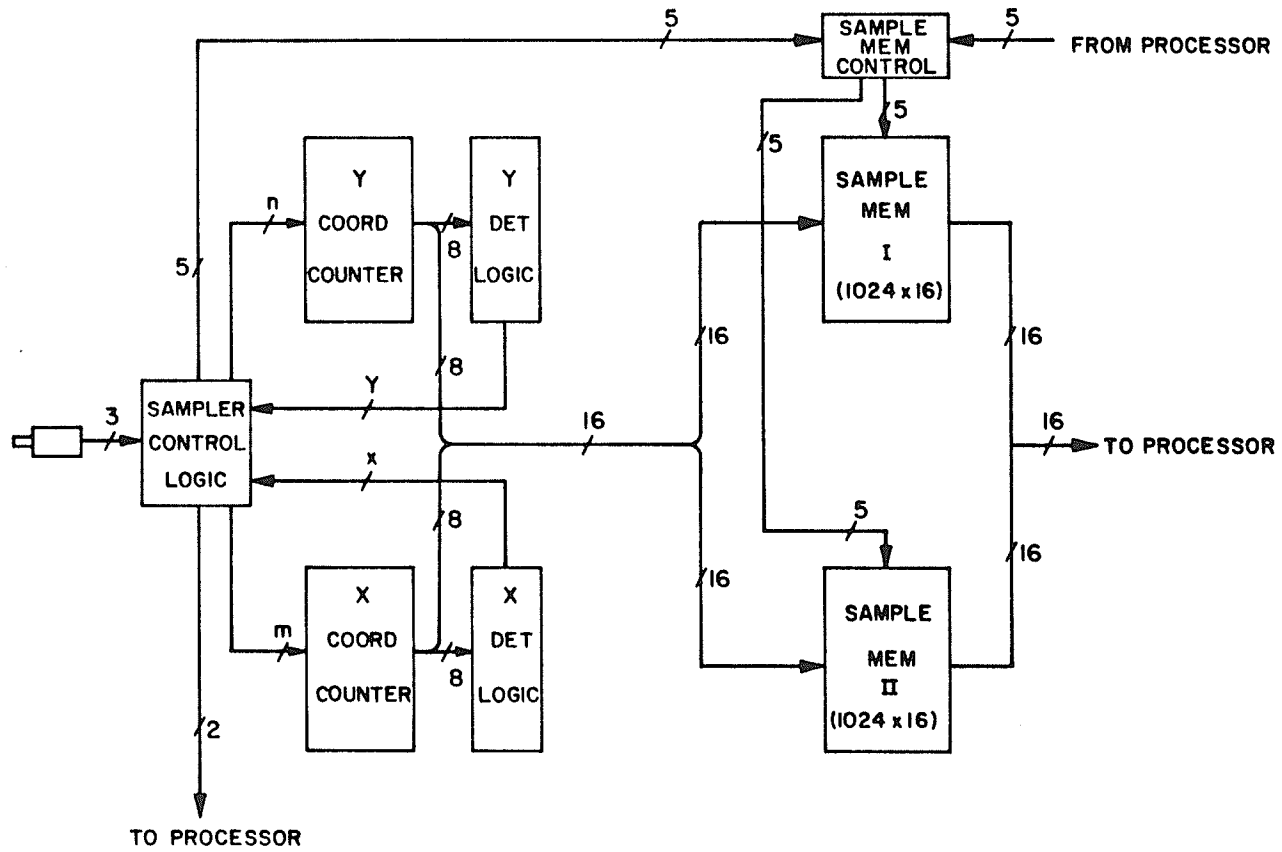 5
SAMPLE
MEM
CONTROL
5
FROM PROCESSOR
5
5
Y
COORD
COUNTER
n
8
Y
DET
LOGIC
SAMPLE
MEM
I
(1024 x 16)
5
16
16
8
Y
3
SAMPLER
CONTROL
LOGIC
16
16
TO PROCESSOR
x
8
5
16
16
m
X
COORD
COUNTER
8
X
DET
LOGIC
SAMPLE
MEM
II
(1024 x 16)
2
TO PROCESSOR